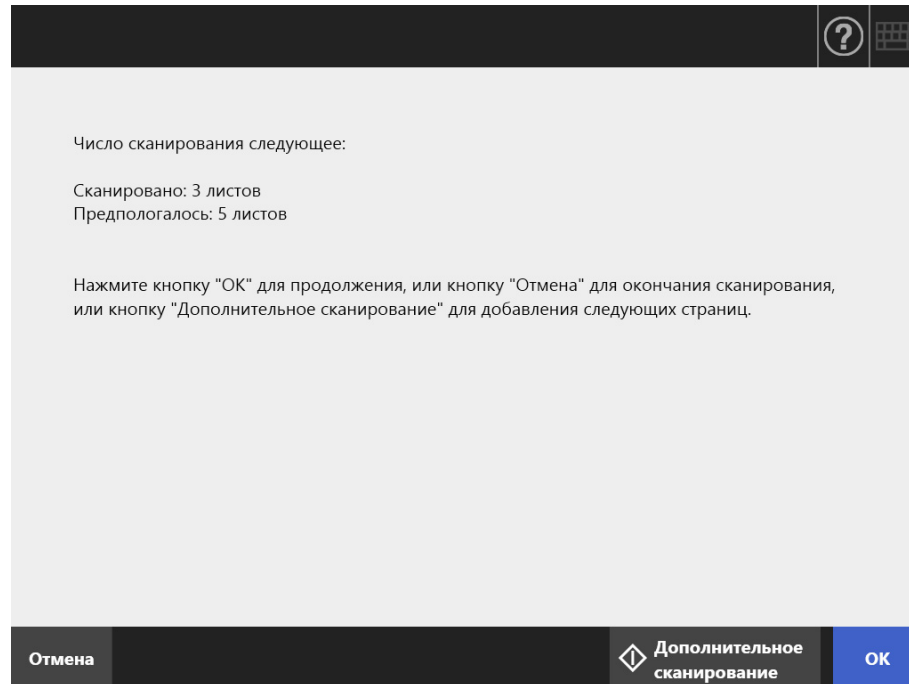 ?
Число сканирования следующее:
Сканировано: 3 листов
Предпологалось: 5 листов
Нажмите кнопку "ОК" для продолжения, или кнопку "Отмена" для окончания сканирования,
или кнопку "Дополнительное сканирование" для добавления следующих страниц.
Отмена
Дополнительное
сканирование
ОК